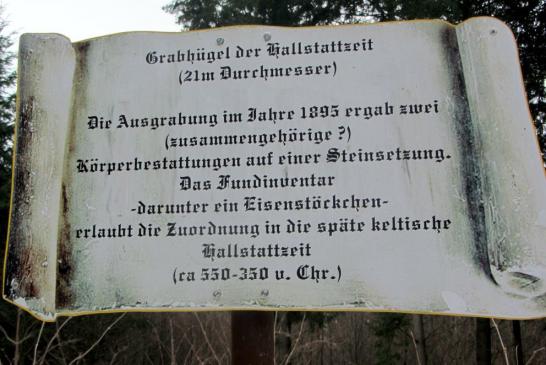 Grabhügel der Hallstattzeit
(21m Durchmesser)
Die Ausgrabung im Jahre 1895 ergab zwei
(zusammengehörige ?)
Körperbestattungen auf einer Steinsetzung.
Das Fundinventar
-darunter ein Eisenstöckchen-
erlaubt die Zuordnung in die späte keltische
Hallstattzeit
(ca 550-350 v. Chr.)